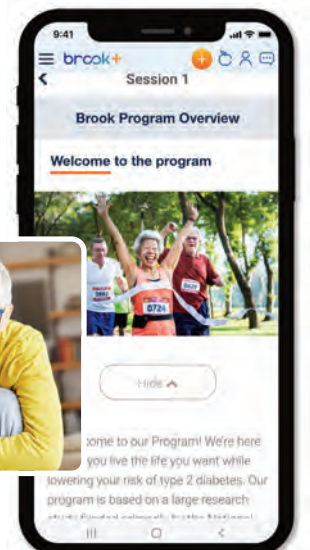 9:41
brook+
Session 1
Brook Program Overview
Welcome to the program
0724
Hide
come to our Program! We're here
you live the life you want while
lowering your risk of type 2 diabetes. Our
program is based on a large research